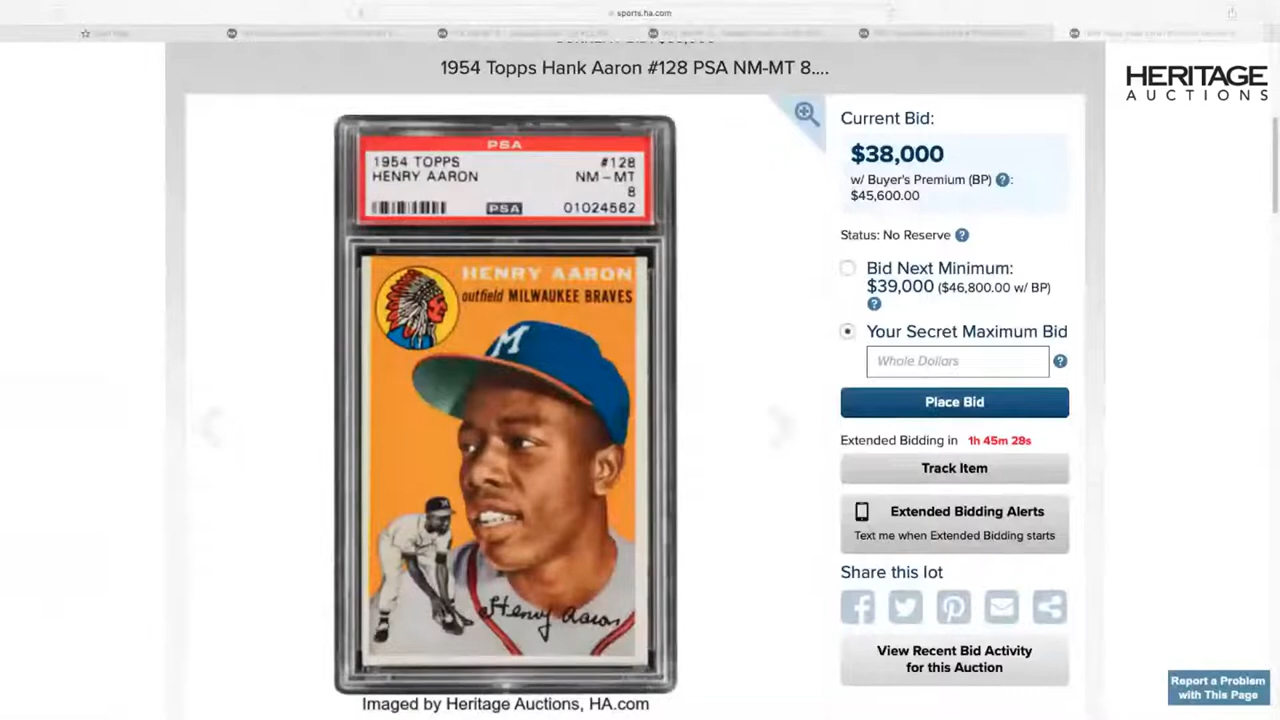 sports.ha.com
1954 Topps Hank Aaron #128 PSA NM-MT 8....
HERITAGE
AUCTIONS
PSA
1954 TOPPS #128
HENRY AARON NM-MT
8
PSA 01024562
HENRY AARON
outfield MILWAUKEE BRAVES
M
M
Henry Aaron
Imaged by Heritage Auctions, HA.com
Current Bid:
$38,000
w/ Buyer's Premium (BP) ?:
$45,600.00
Status: No Reserve ?
Bid Next Minimum:
$39,000 ($46,800.00 w/ BP)
?
Your Secret Maximum Bid
Whole Dollars ?
Place Bid
Extended Bidding in 1h 45m 28s
Track Item
Extended Bidding Alerts
Text me when Extended Bidding starts
Share this lot
View Recent Bid Activity
for this Auction
Report a Problem
with This Page